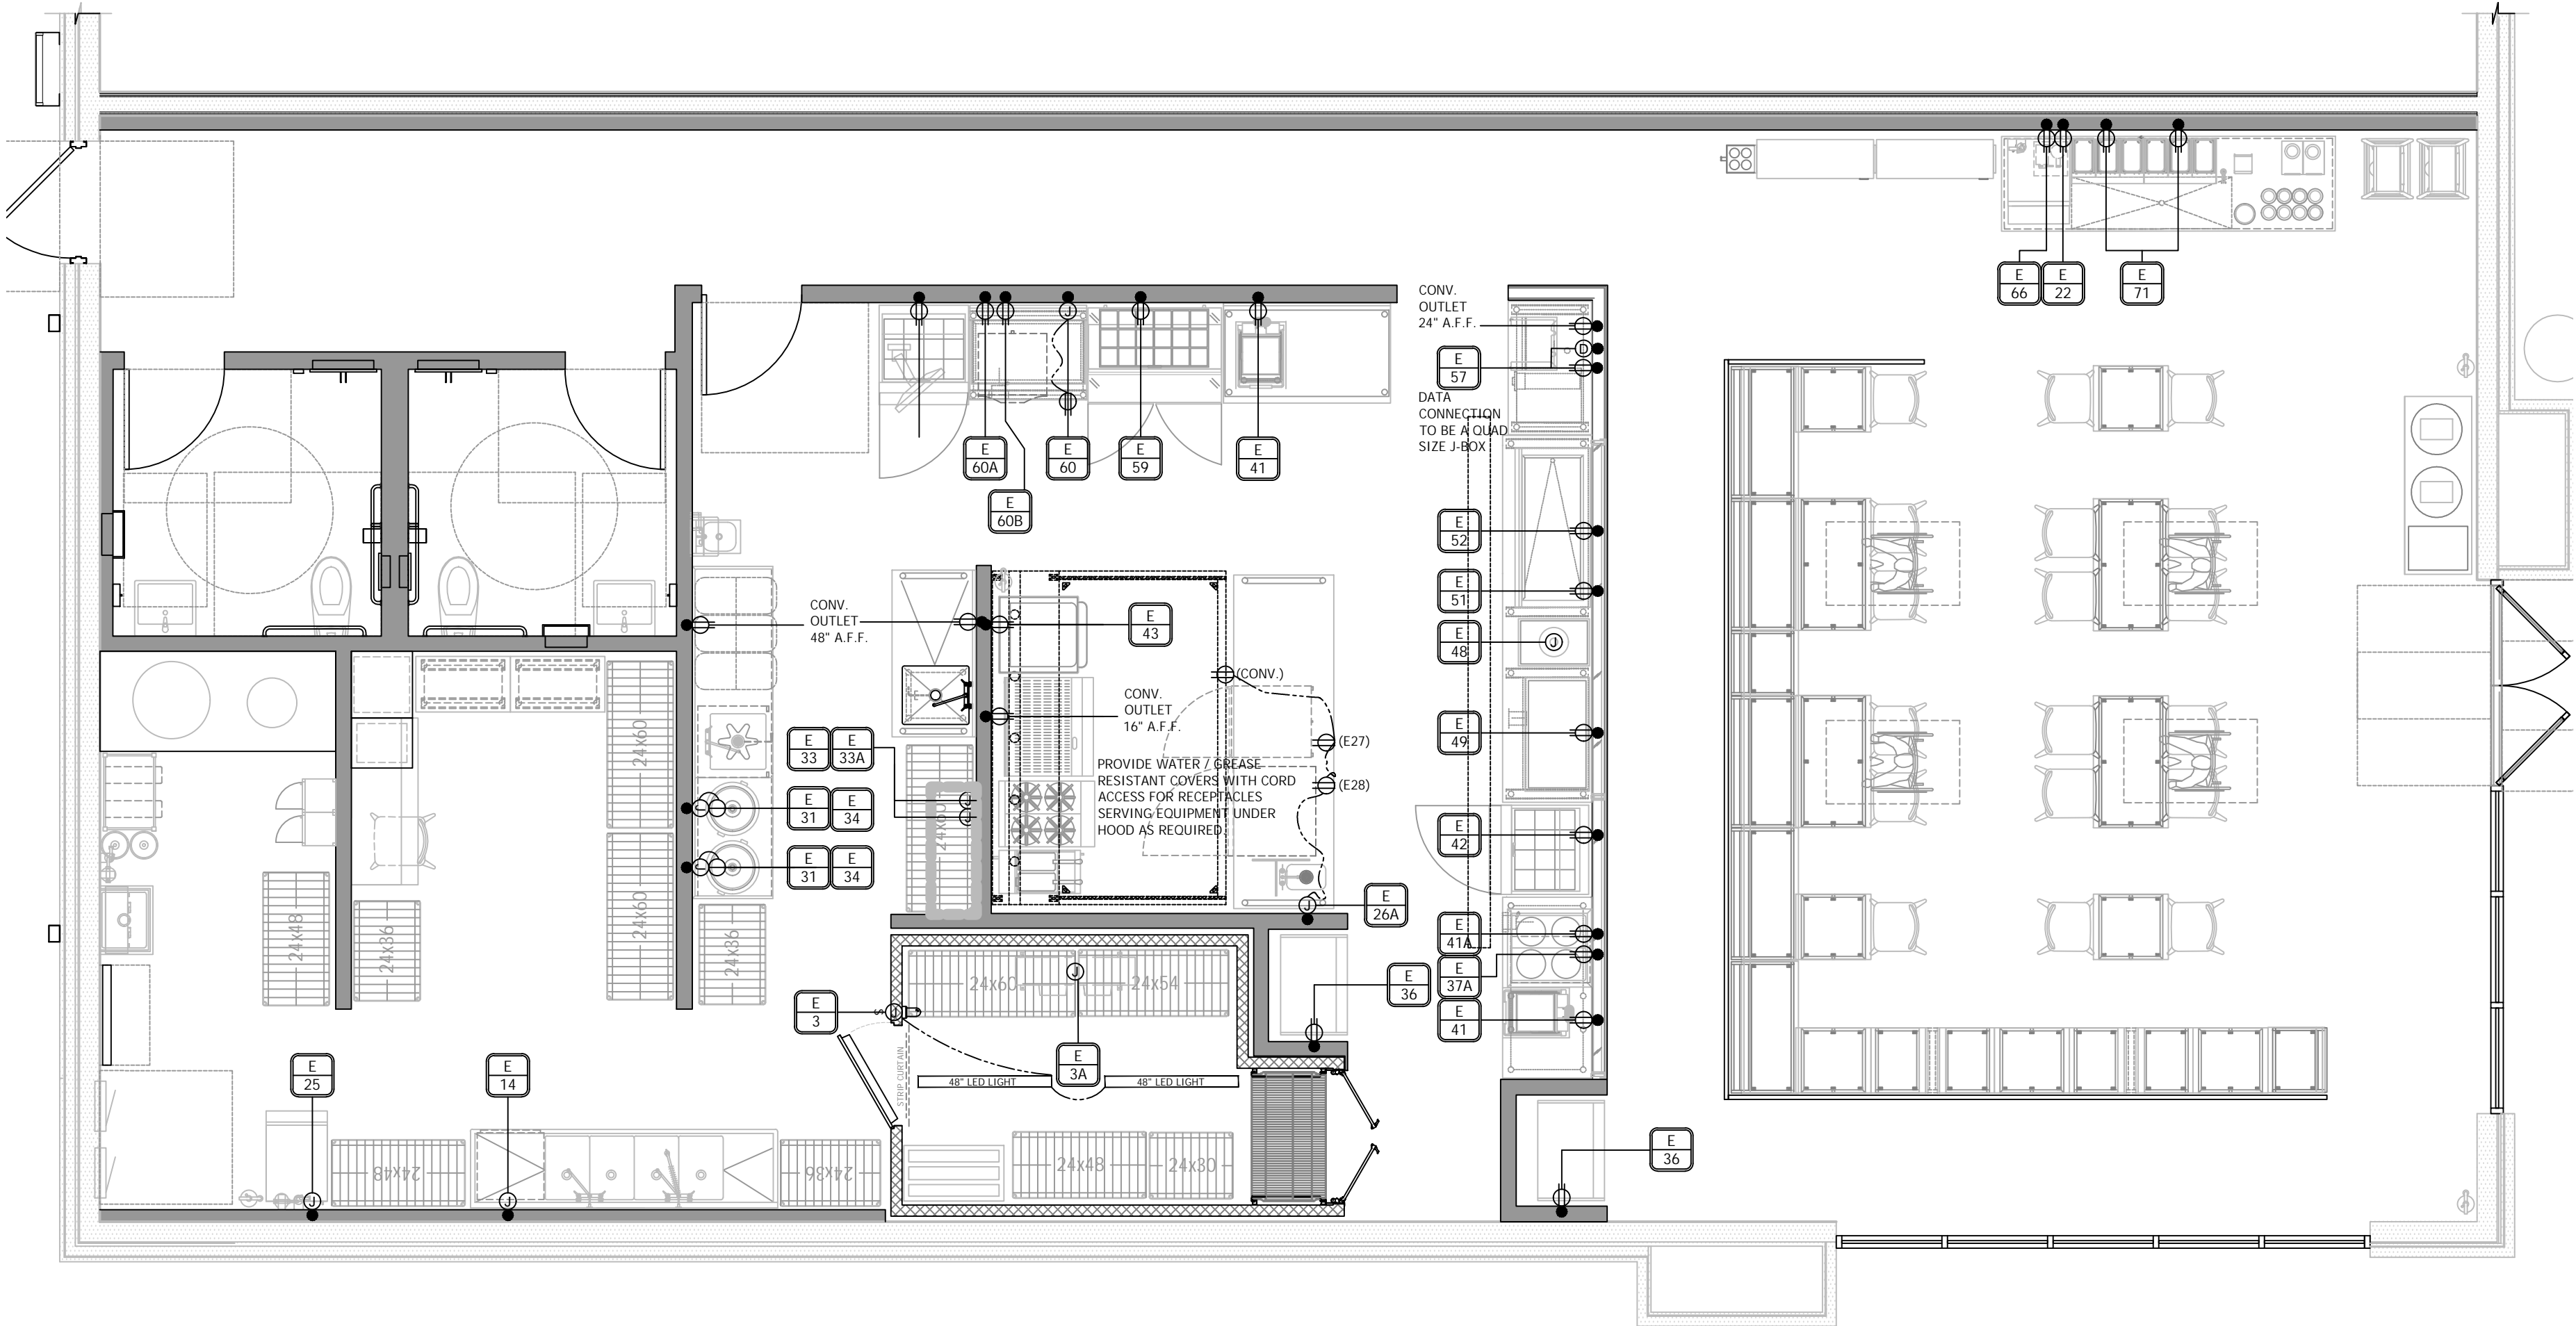 E
66
E
22
E
71
CONV.
OUTLET
24" A.F.F.
D
E
57
DATA
CONNECTION
TO BE A QUAD
SIZE J-BOX
J
E
60A
E
60
E
59
E
41
E
60B
E
52
E
51
E
48
J
E
49
E
42
E
41A
E
37A
E
41
CONV.
OUTLET
48" A.F.F.
E
43
(CONV.)
CONV.
OUTLET
16" A.F.F.
(E27)
(E28)
PROVIDE WATER / GREASE
RESISTANT COVERS WITH CORD
ACCESS FOR RECEPTACLES
SERVING EQUIPMENT UNDER
HOOD AS REQUIRED.
E
33
E
33A
J
J
E
31
E
34
E
31
E
34
24x60
24x60
24x60
24x36
24x36
24x48
J
E
26A
E
36
24x60
J
24x54
E
3
S
J
E
3A
STRIP CURTAIN
48" LED LIGHT
48" LED LIGHT
E
25
E
14
J
J
24x48
24x36
24x48
24x30
E
36